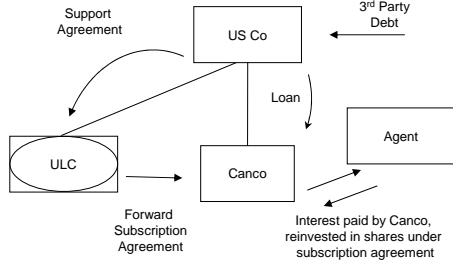 Support
Agreement
US Co
3rd Party
Debt
Loan
Agent
ULC
Canco
Forward
Subscription
Agreement
Interest paid by Canco,
reinvested in shares under
subscription agreement